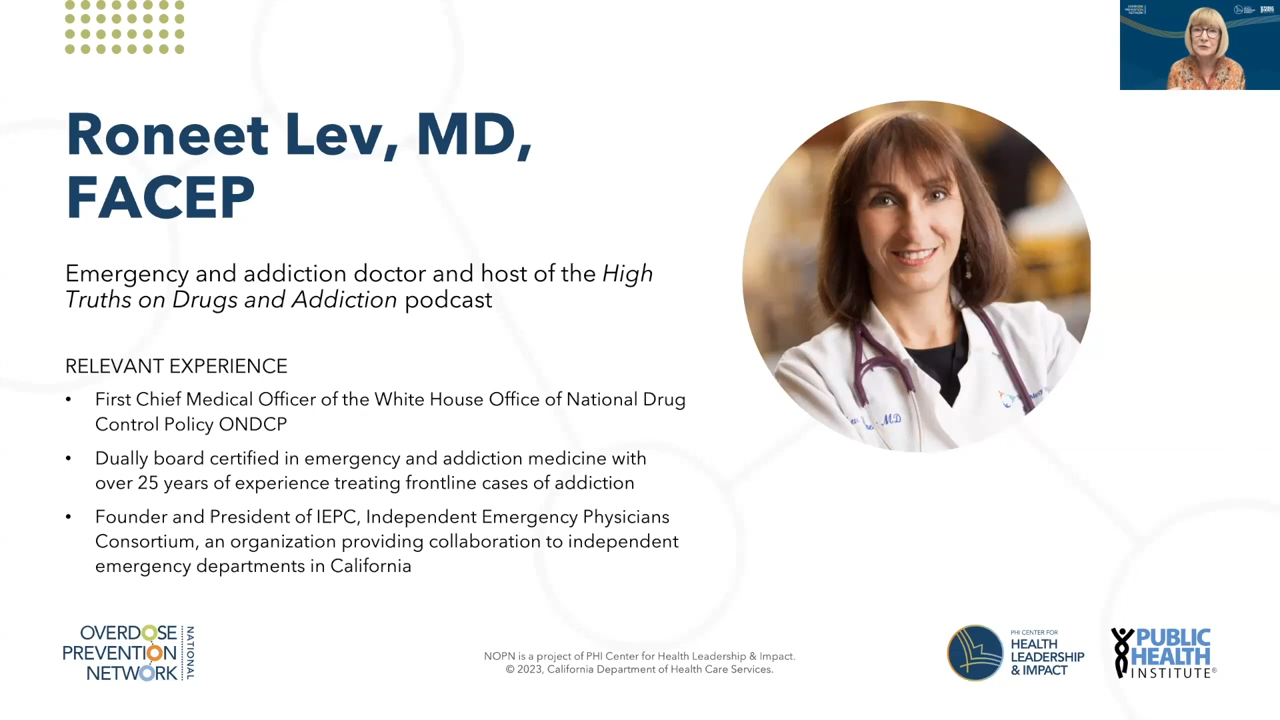 Roneet Lev, MD,
FACEP
Emergency and addiction doctor and host of the High
Truths on Drugs and Addiction podcast
RELEVANT EXPERIENCE
• First Chief Medical Officer of the White House Office of National Drug
Control Policy ONDCP
• Dually board certified in emergency and addiction medicine with
over 25 years of experience treating frontline cases of addiction
• Founder and President of IEPC, Independent Emergency Physicians
Consortium, an organization providing collaboration to independent
emergency departments in California
OVERDOSE
PREVENTION
NETWORK
NATIONAL
NOPN is a project of PHI Center for Health Leadership & Impact.
© 2023, California Department of Health Care Services.
PHI CENTER FOR
HEALTH
LEADERSHIP
& IMPACT
PUBLIC
HEALTH
INSTITUTE®